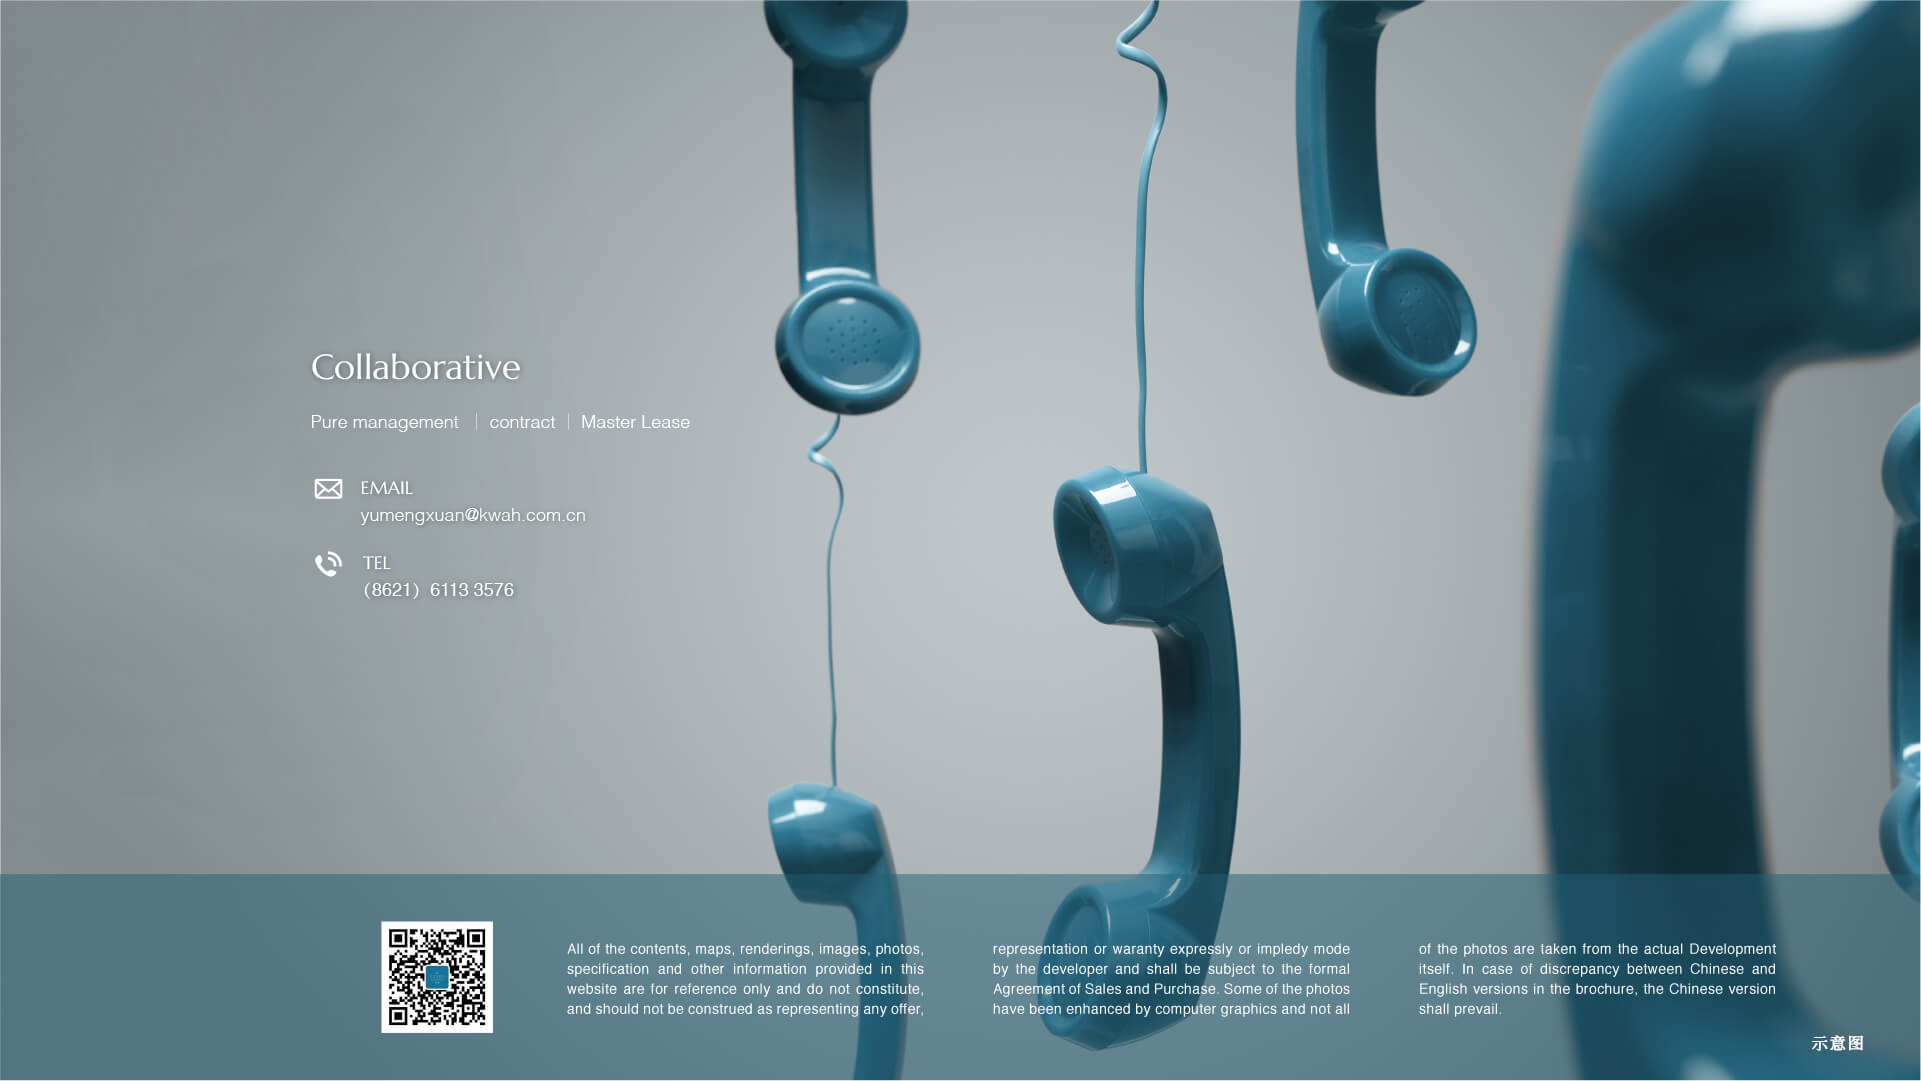 Collaborative
Pure management | contract | Master Lease
EMAIL
yumengxuan@kwah.com.cn
TEL
（8621）6113 3576
All of the contents, maps, renderings, images, photos,
specification and other information provided in this
website are for reference only and do not constitute,
and should not be construed as representing any offer,
representation or waranty expressly or impledy mode
by the developer and shall be subject to the formal
Agreement of Sales and Purchase. Some of the photos
have been enhanced by computer graphics and not all
of the photos are taken from the actual Development
itself. In case of discrepancy between Chinese and
English versions in the brochure, the Chinese version
shall prevail.
示意图